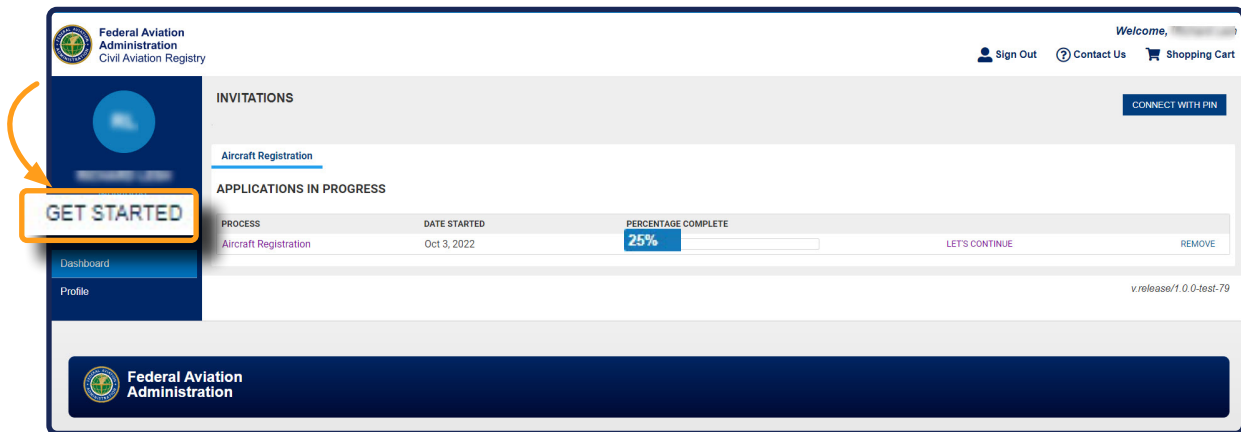 Federal Aviation
Administration
Civil Aviation Registry
Welcome,
Sign Out
Contact Us
Shopping Cart
INVITATIONS
CONNECT WITH PIN
Aircraft Registration
APPLICATIONS IN PROGRESS
GET STARTED
PROCESS DATE STARTED PERCENTAGE COMPLETE
Aircraft Registration Oct 3, 2022 25% LET'S CONTINUE REMOVE
Dashboard
Profile
v.release/1.0.0-test-79
Federal Aviation
Administration